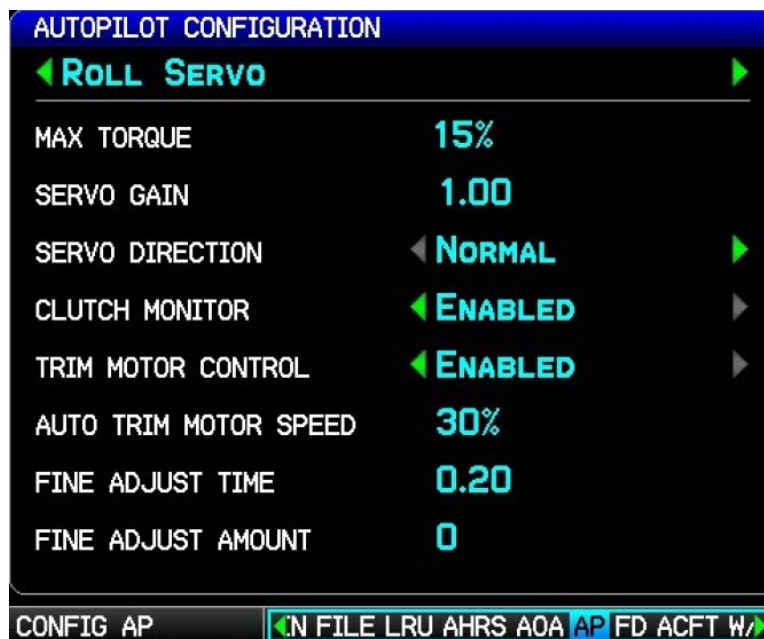 AUTOPILOT CONFIGURATION
ROLL SERVO
MAX TORQUE 15%
SERVO GAIN 1.00
SERVO DIRECTION NORMAL
CLUTCH MONITOR ENABLED
TRIM MOTOR CONTROL ENABLED
AUTO TRIM MOTOR SPEED 30%
FINE ADJUST TIME 0.20
FINE ADJUST AMOUNT 0
CONFIG AP FILE LRU AHRS AOA AP FD ACFT